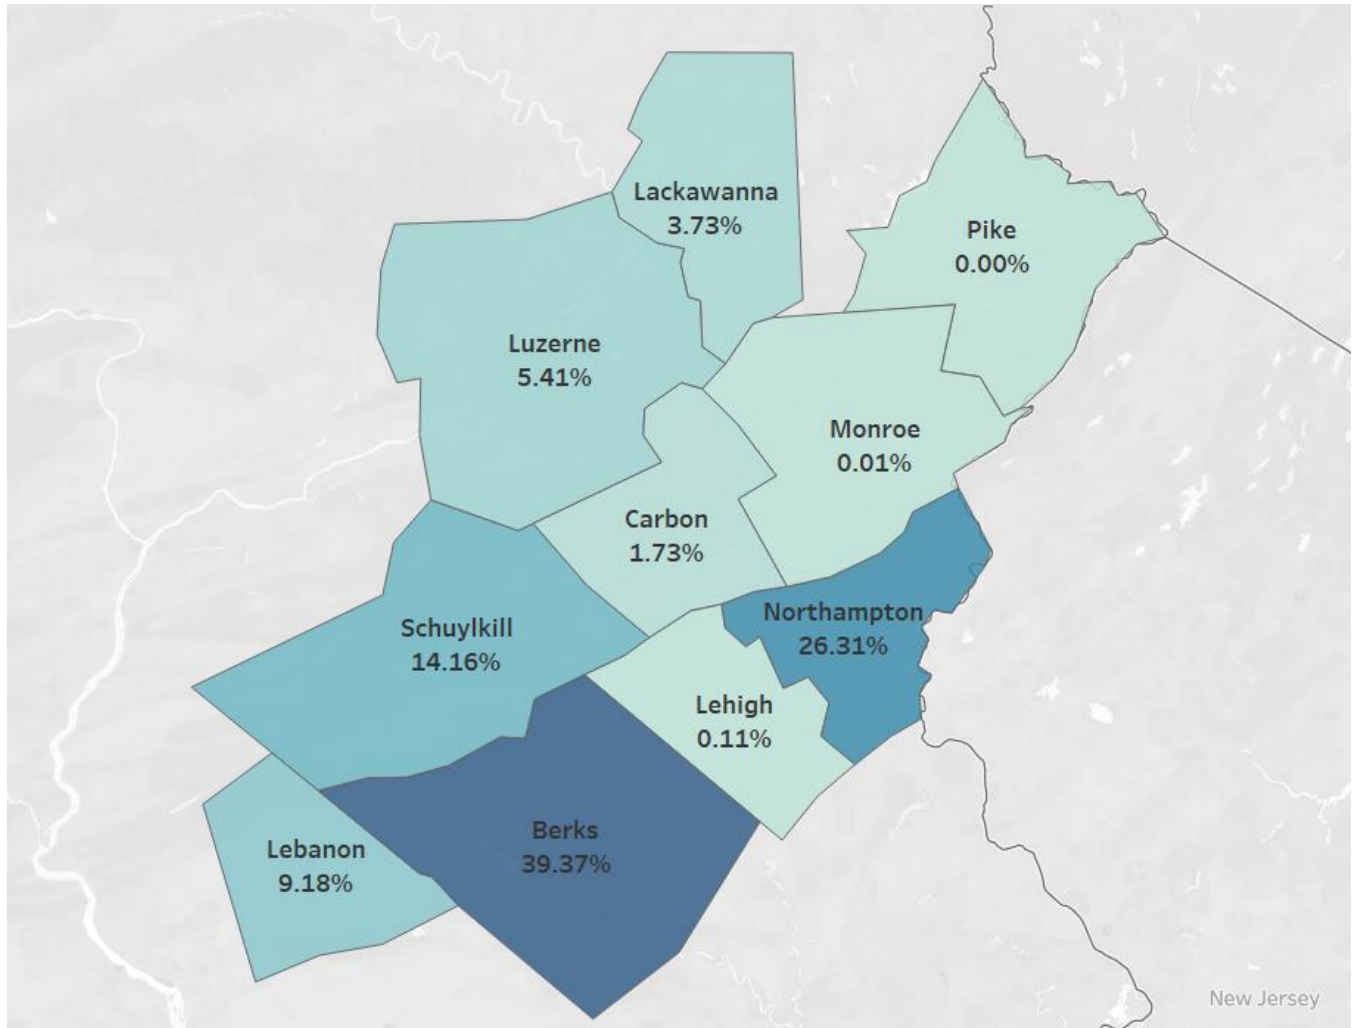 Lackawanna
3.73%
Pike
0.00%
Luzerne
5.41%
Monroe
0.01%
Carbon
1.73%
Northampton
26.31%
Schuylkill
14.16%
Lehigh
0.11%
Berks
39.37%
Lebanon
9.18%
New Jersey